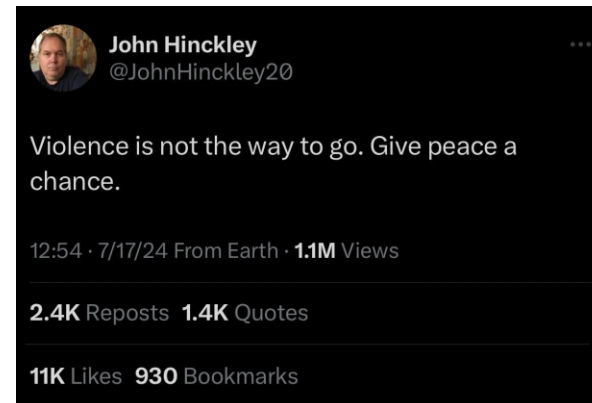 John Hinckley
@JohnHinckley20
Violence is not the way to go. Give peace a
chance.
12:54 · 7/17/24 From Earth · 1.1M Views
2.4K Reposts 1.4K Quotes
11K Likes 930 Bookmarks